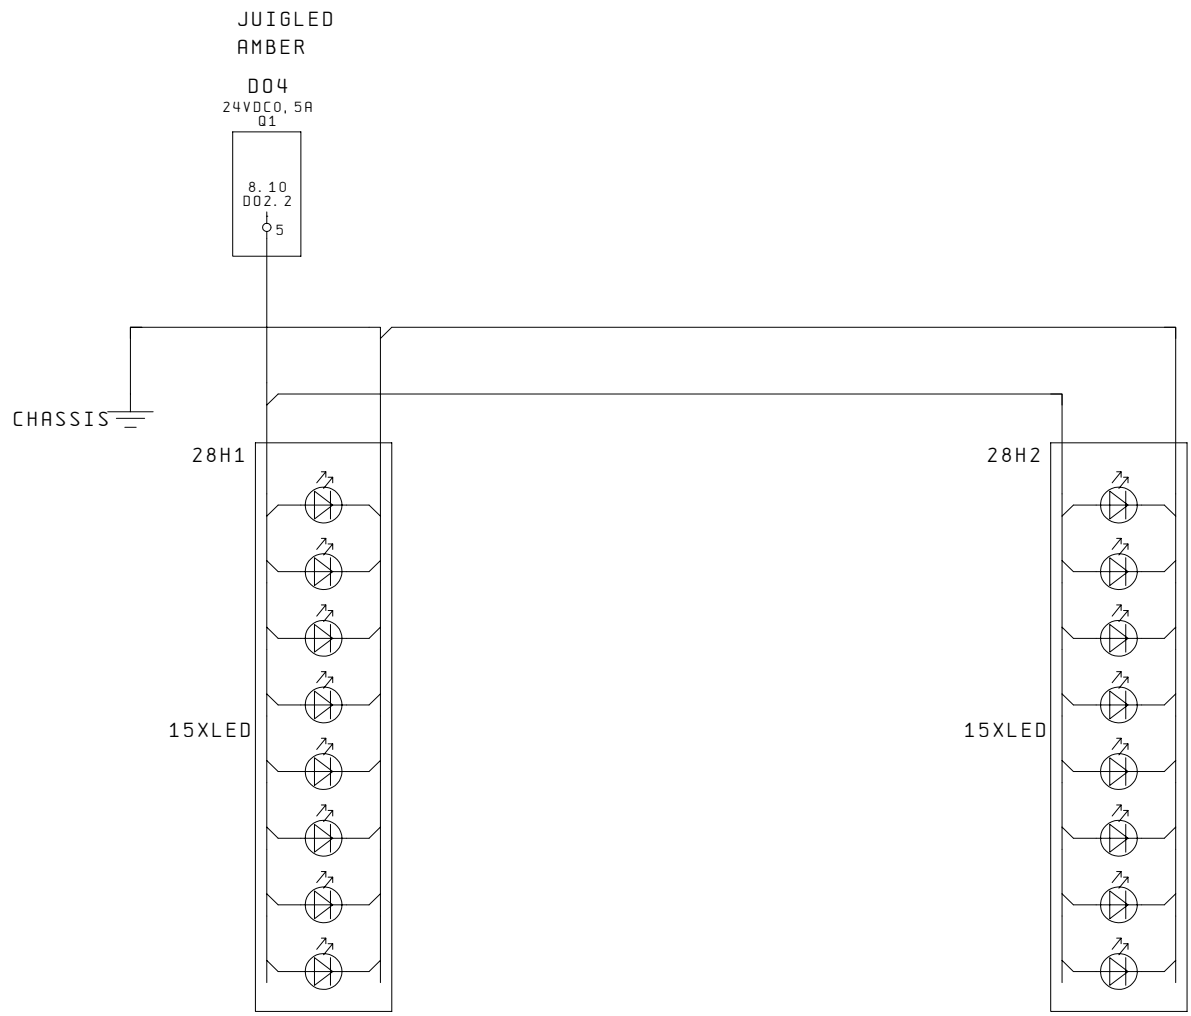 JUIGLED
AMBER
DO4
24VDC0,5A
Q1
8.10
DO2.2
5
CHASSIS
28H1
28H2
15XLED
15XLED